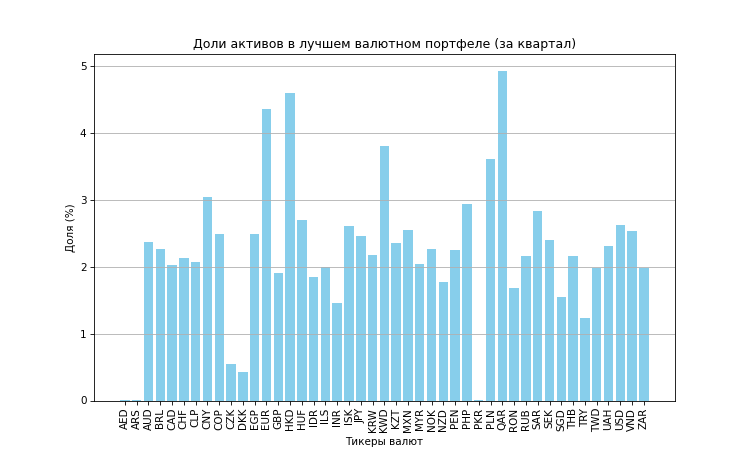 Доли активов в лучшем валютном портфеле (за квартал)
5
4
3
2
1
0
Доля (%)
AED ARS AUD BRL CAD CHF CLP CNY COP CZK DKK EGP EUR GBP HKD HUF IDR ILS INR ISK JPY KRW KWD KZT MXN MYR NOK NZD PEN PHP PKR PLN QAR RON RUB SAR SEK SGD THB TRY TWD UAH USD VND ZAR
Тикеры валют